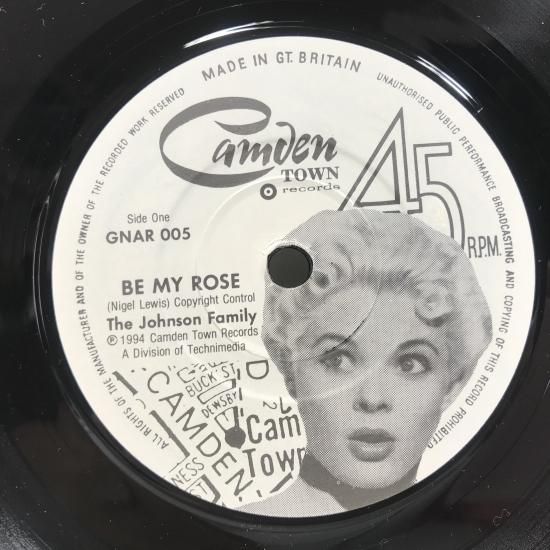 MADE IN GT. BRITAIN
UNAUTHORISED PUBLIC PERFORMANCE BROADCASTING AND COPYING OF THIS RECORD PROHIBITED
ALL RIGHTS OF THE MANUFACTURER AND OF THE OWNER OF THE RECORDED WORK RESERVED
Camden
TOWN
records
45
R.P.M.
Side One
GNAR 005
BE MY ROSE
(Nigel Lewis) Copyright Control
The Johnson Family
℗ 1994 Camden Town Records
A Division of Technimedia
BUCK ST
DEWSBY
CAMDEN
D
2
Cam
Town
NESS